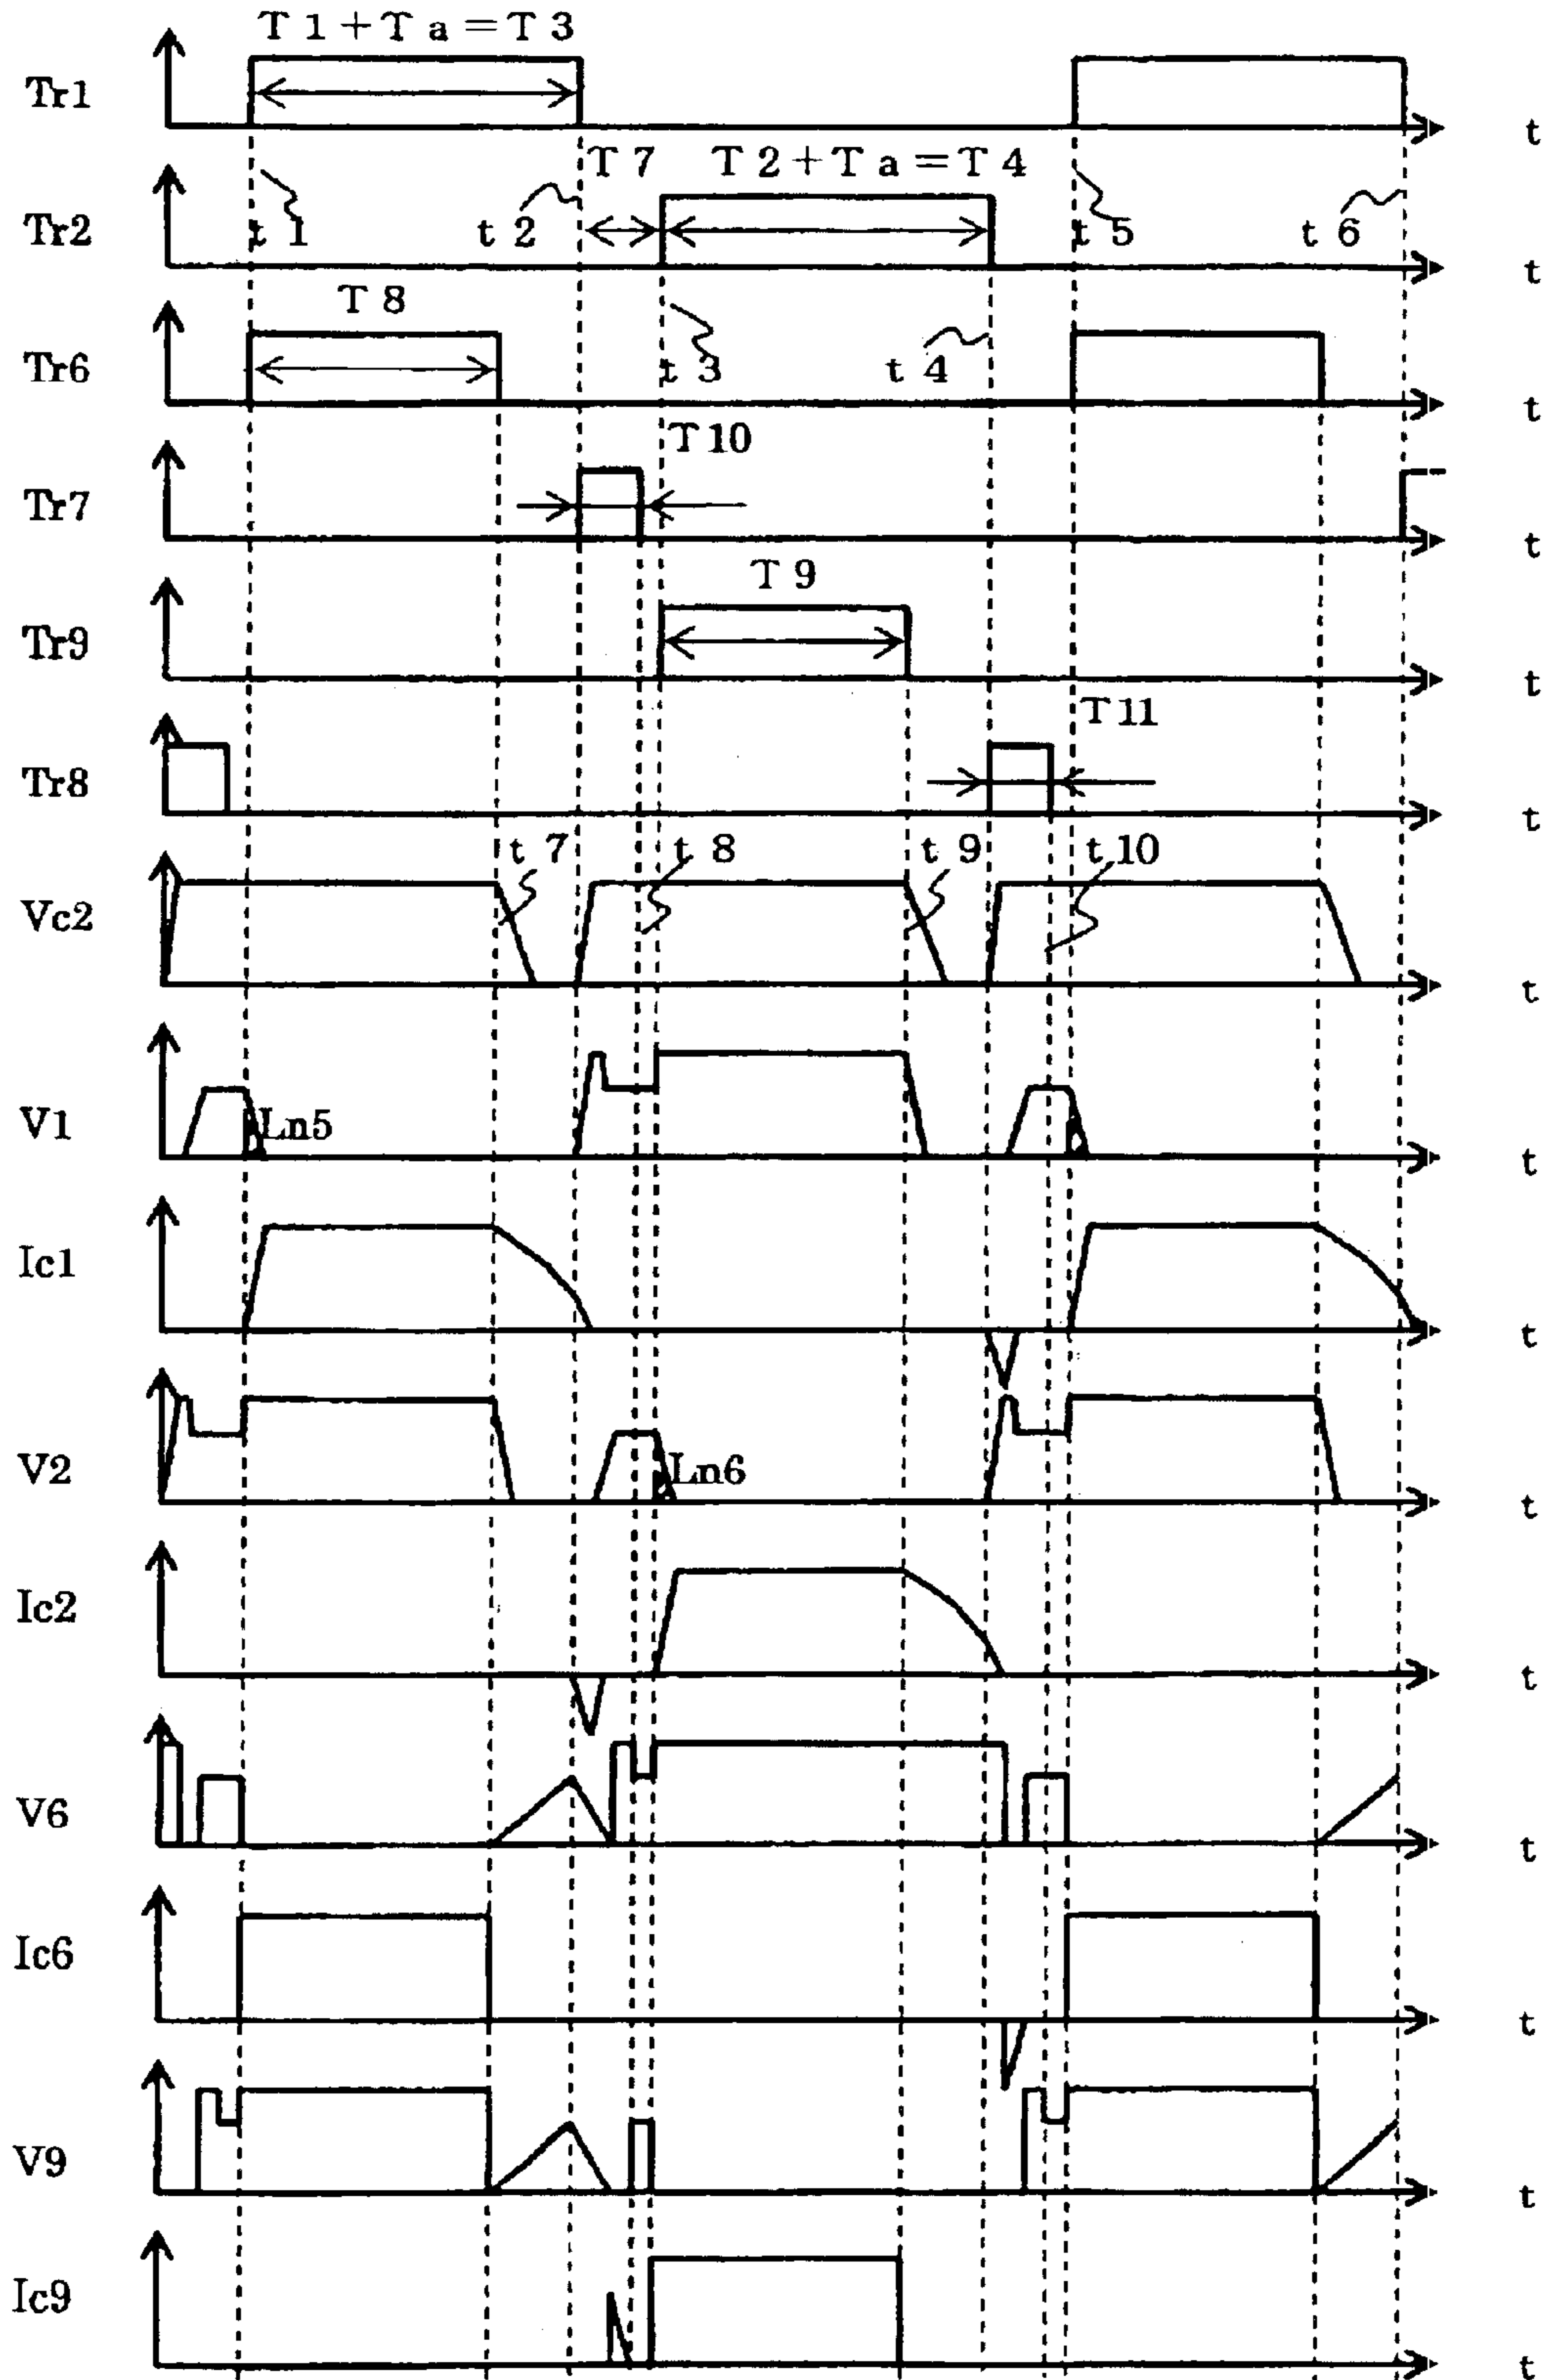 T 1 + T a = T 3
Tr1
t
T 7 T 2 + T a = T 4
Tr2
t 1 t 2 t 5 t 6
t
T 8
Tr6
t 3 t 4
t
T10
Tr7
t
T 9
Tr9
t
T11
Tr8
t
t 7 t 8 t 9 t 10
Vc2
t
V1
Ln5
t
Ic1
t
V2
Ln6
t
Ic2
t
V6
t
Ic6
t
V9
t
Ic9
t